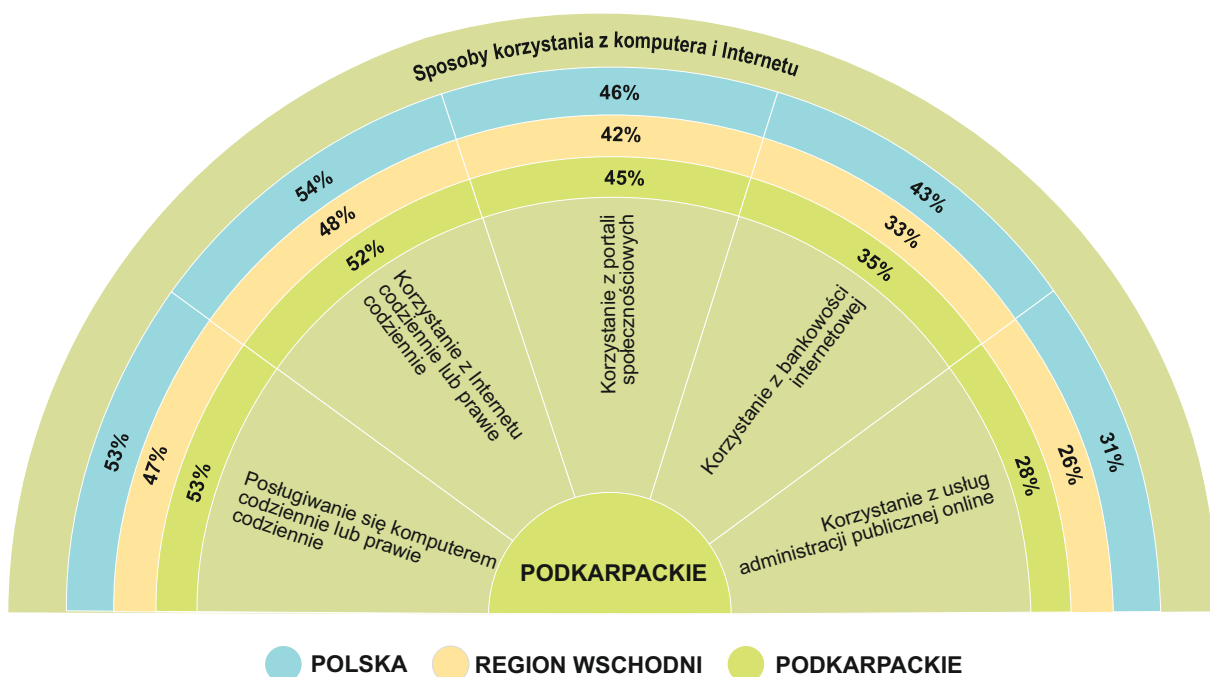 Sposoby korzystania z komputera i Internetu
53%
54%
46%
43%
31%
47%
48%
42%
33%
26%
53%
52%
45%
35%
28%
Posługiwanie się komputerem
codziennie lub prawie
codziennie
Korzystanie z Internetu
codziennie lub prawie
codziennie
Korzystanie z portali
społecznościowych
Korzystanie z bankowości
internetowej
Korzystanie z usług
administracji publicznej online
PODKARPACKIE
POLSKA
REGION WSCHODNI
PODKARPACKIE